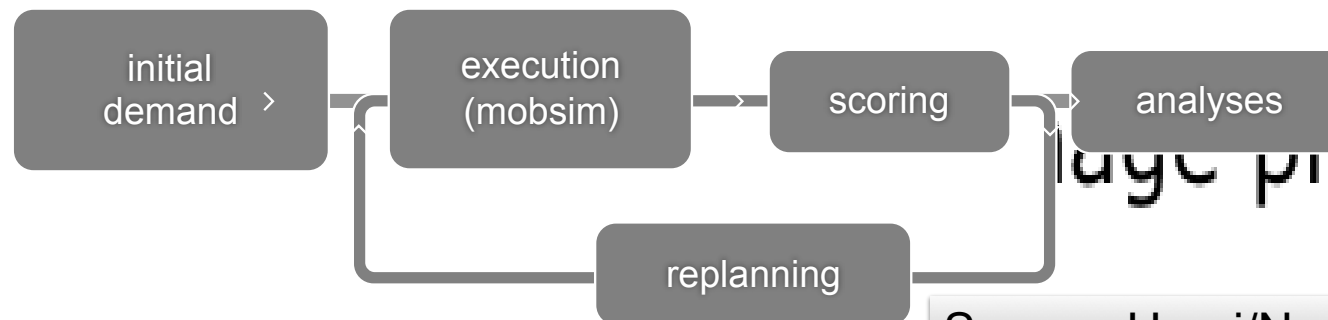 initial
demand
execution
(mobsim)
scoring
analyses
replanning